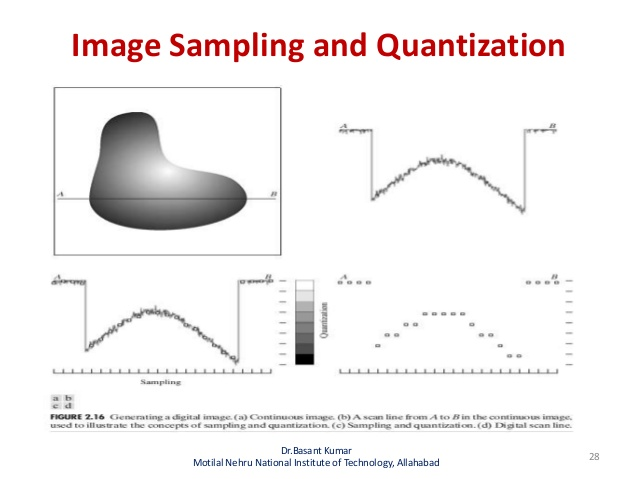 Image Sampling and Quantization
A
B
A B
A B
Quantization
A B
Sampling
a b
c d
FIGURE 2.16 Generating a digital image. (a) Continuous image. (b) A scan line from A to B in the continuous image,
used to illustrate the concepts of sampling and quantization. (c) Sampling and quantization. (d) Digital scan line.
Dr.Basant Kumar
Motilal Nehru National Institute of Technology, Allahabad
28